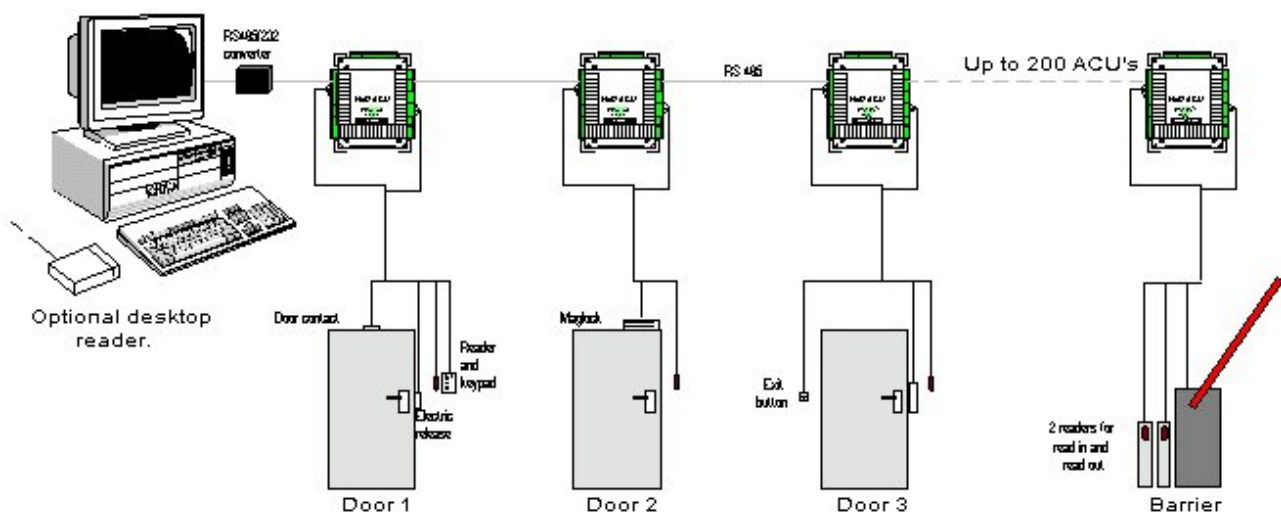 RS485/232
converter
RS 485
Up to 200 ACU's
Optional desktop
reader.
Door contact
Reader
and
keypad
Electric
release
Maglock
Exit
button
2 readers for
read in and
read out
Door 1
Door 2
Door 3
Barrier